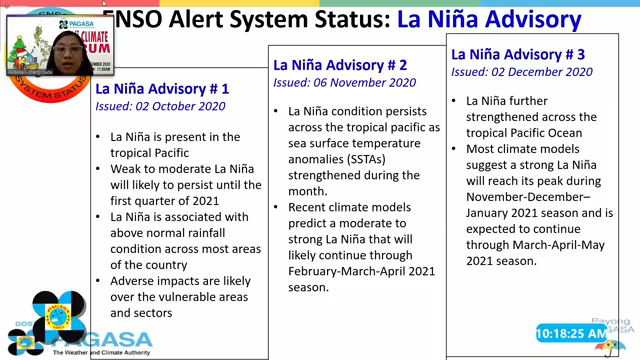 ENSO Alert System Status: La Niña Advisory
PAGASA
CLIMATE
La Niña Advisory # 1
Issued: 02 October 2020
• La Niña is present in the
tropical Pacific
• Weak to moderate La Niña
will likely to persist until the
first quarter of 2021
• La Niña is associated with
above normal rainfall
condition across most areas
of the country
• Adverse impacts are likely
over the vulnerable areas
and sectors
La Niña Advisory # 2
Issued: 06 November 2020
• La Niña condition persists
across the tropical pacific as
sea surface temperature
anomalies (SSTAs)
strengthened during the
month.
• Recent climate models
predict a moderate to
strong La Niña that will
likely continue through
February-March-April 2021
season.
La Niña Advisory # 3
Issued: 02 December 2020
• La Niña further
strengthened across the
tropical Pacific Ocean
• Most climate models
suggest a strong La Niña
will reach its peak during
November-December–
January 2021 season and is
expected to continue
through March-April-May
2021 season.
PAGASA
The Weather and Climate Authority
Payong
10:18:25 AM